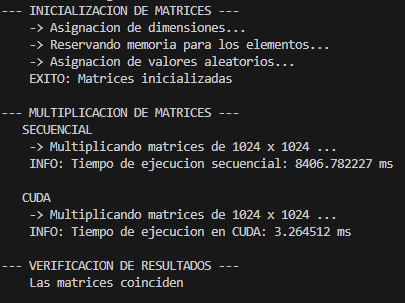 --- INICIALIZACION DE MATRICES ---
-> Asignacion de dimensiones...
-> Reservando memoria para los elementos...
-> Asignacion de valores aleatorios...
EXITO: Matrices inicializadas
--- MULTIPLICACION DE MATRICES ---
SECUENCIAL
-> Multiplicando matrices de 1024 x 1024 ...
INFO: Tiempo de ejecucion secuencial: 8406.782227 ms
CUDA
-> Multiplicando matrices de 1024 x 1024 ...
INFO: Tiempo de ejecucion en CUDA: 3.264512 ms
--- VERIFICACION DE RESULTADOS ---
Las matrices coinciden